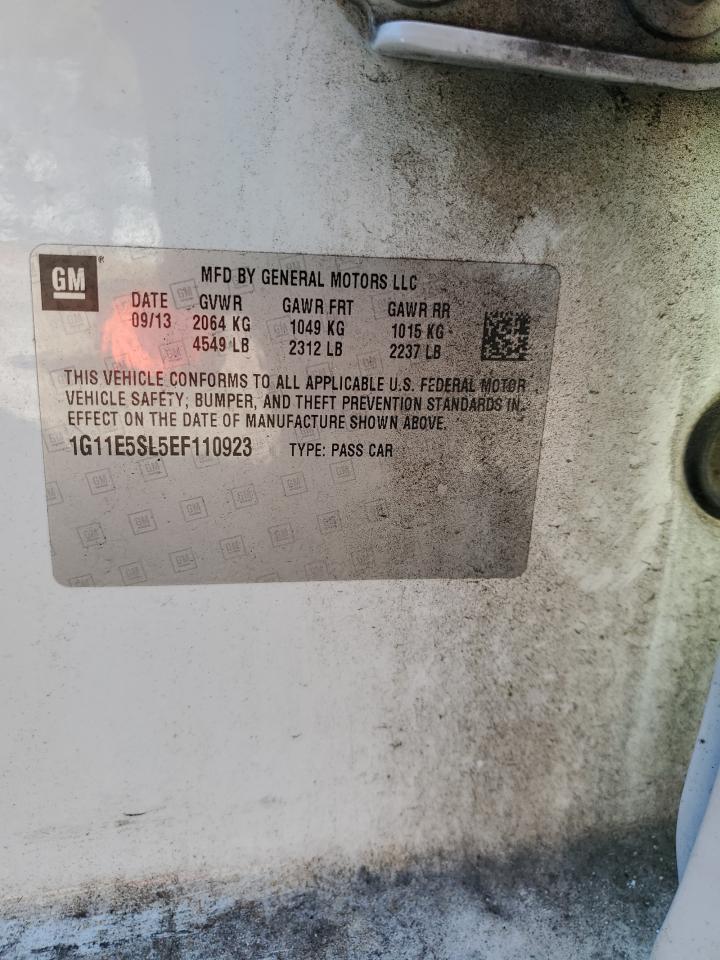 GM
MFD BY GENERAL MOTORS LLC
DATE GVWR GAWR FRT GAWR RR
09/13 2064 KG 1049 KG 1015 KG
4549 LB 2312 LB 2237 LB
THIS VEHICLE CONFORMS TO ALL APPLICABLE U.S. FEDERAL MOTOR
VEHICLE SAFETY, BUMPER, AND THEFT PREVENTION STANDARDS IN
EFFECT ON THE DATE OF MANUFACTURE SHOWN ABOVE.
1G11E5SL5EF110923 TYPE: PASS CAR